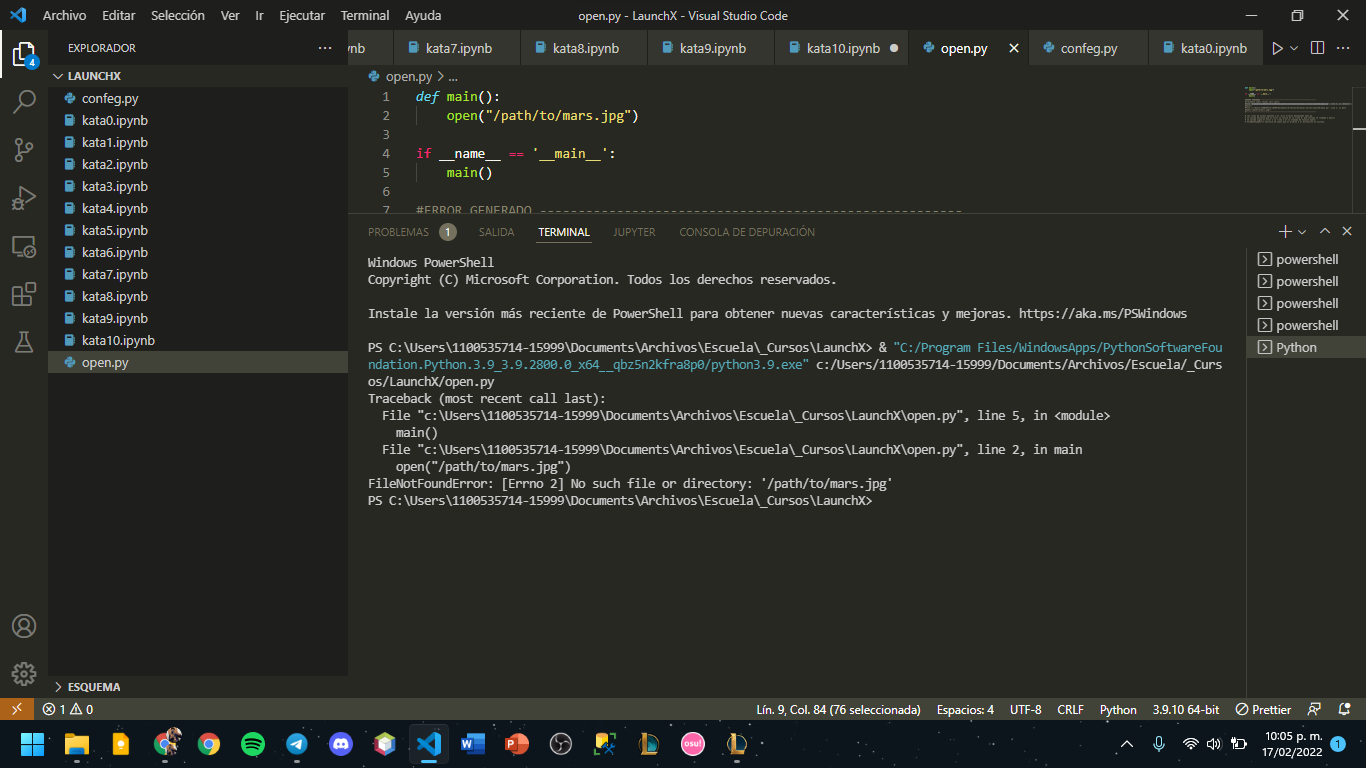 Archivo Editar Selección Ver Ir Ejecutar Terminal Ayuda open.py - LaunchX - Visual Studio Code
EXPLORADOR
nb kata7.ipynb kata8.ipynb kata9.ipynb kata10.ipynb open.py confeg.py kata0.ipynb
LAUNCHX
confeg.py
kata0.ipynb
kata1.ipynb
kata2.ipynb
kata3.ipynb
kata4.ipynb
kata5.ipynb
kata6.ipynb
kata7.ipynb
kata8.ipynb
kata9.ipynb
kata10.ipynb
open.py
4
ESQUEMA
open.py > ...
1 def main():
2 open("/path/to/mars.jpg")
3
4 if __name__ == '__main__':
5 main()
6
7 #ERROR GENERADO -------------------------------------------------------
PROBLEMAS 1 SALIDA TERMINAL JUPYTER CONSOLA DE DEPURACIÓN
Windows PowerShell
Copyright (C) Microsoft Corporation. Todos los derechos reservados.
Instale la versión más reciente de PowerShell para obtener nuevas características y mejoras. https://aka.ms/PSWindows
PS C:\Users\1100535714-15999\Documents\Archivos\Escuela\_Cursos\LaunchX> & "C:/Program Files/WindowsApps/PythonSoftwareFou
ndation.Python.3.9_3.9.2800.0_x64__qbz5n2kfra8p0/python3.9.exe" c:/Users/1100535714-15999/Documents/Archivos/Escuela/_Curs
os/LaunchX/open.py
Traceback (most recent call last):
File "c:\Users\1100535714-15999\Documents\Archivos\Escuela\_Cursos\LaunchX\open.py", line 5, in <module>
main()
File "c:\Users\1100535714-15999\Documents\Archivos\Escuela\_Cursos\LaunchX\open.py", line 2, in main
open("/path/to/mars.jpg")
FileNotFoundError: [Errno 2] No such file or directory: '/path/to/mars.jpg'
PS C:\Users\1100535714-15999\Documents\Archivos\Escuela\_Cursos\LaunchX>
powershell
powershell
powershell
powershell
Python
1 0 Lín. 9, Col. 84 (76 seleccionada) Espacios: 4 UTF-8 CRLF Python 3.9.10 64-bit Prettier
osu!
10:05 p. m.
17/02/2022
1